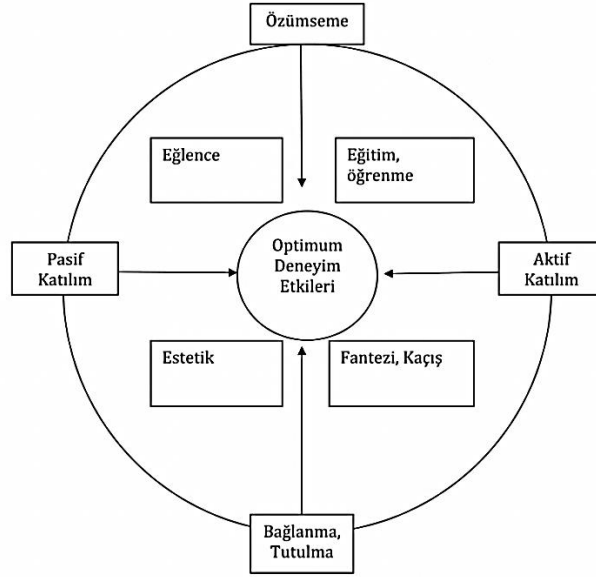 Özümseme
Eğlence
Eğitim,
öğrenme
Pasif
Katılım
Optimum
Deneyim
Etkileri
Aktif
Katılım
Estetik
Fantezi, Kaçış
Bağlanma,
Tutulma